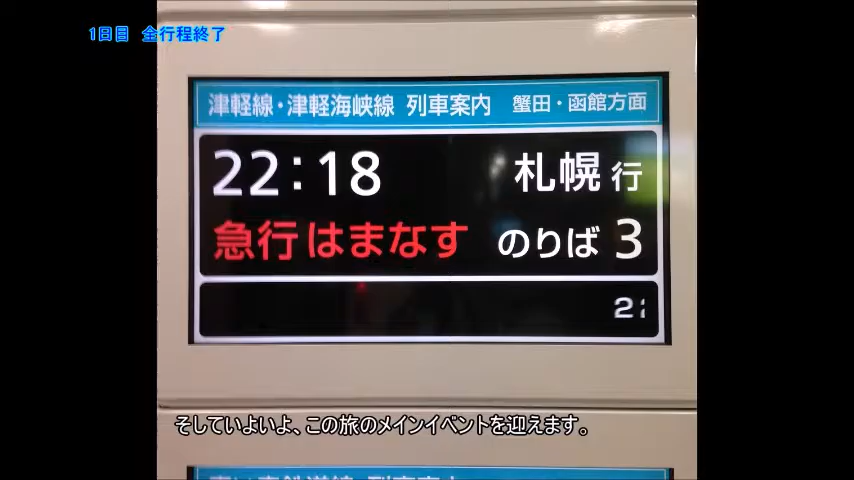 1日目 全行程終了
津軽線・津軽海峡線 列車案内 蟹田・函館方面
22:18 札幌行
急行はまなす のりば 3
2:
そしていよいよ、この旅のメインイベントを迎えます。